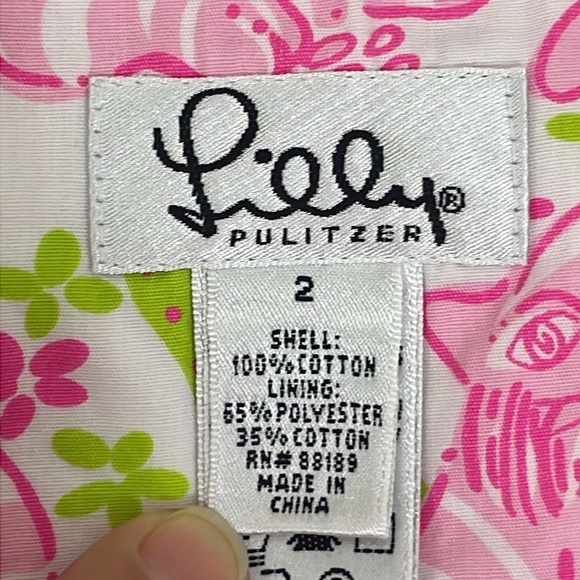 Lilly®
PULITZER
2
SHELL:
100% COTTON
LINING:
65% POLYESTER
35% COTTON
RN# 88189
MADE IN
CHINA